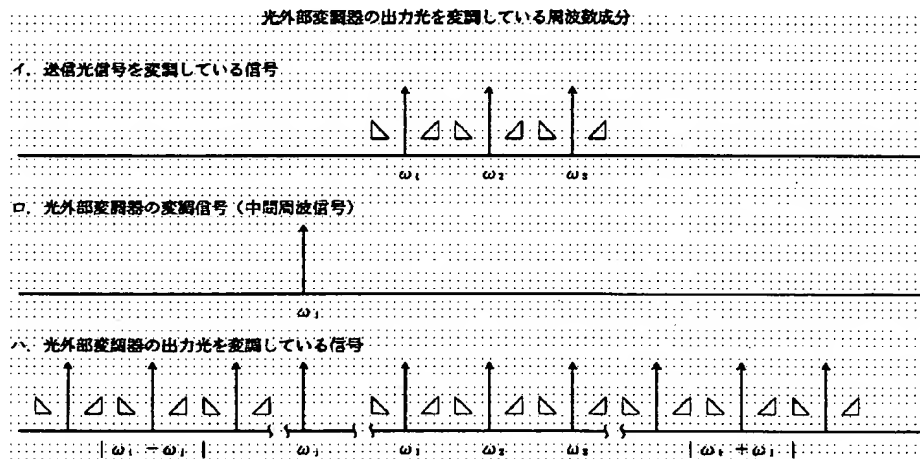 光外部変調器の出力光を変調している周波数成分
イ. 送信光信号を変調している信号
ω₁ ω₂ ω₃
ロ. 光外部変調器の変調信号（中間周波信号）
ωⱼ
ハ. 光外部変調器の出力光を変調している信号
|ωᵢ −ωⱼ| ωⱼ ω₁ ω₂ ω₃ |ωᵢ +ωⱼ|